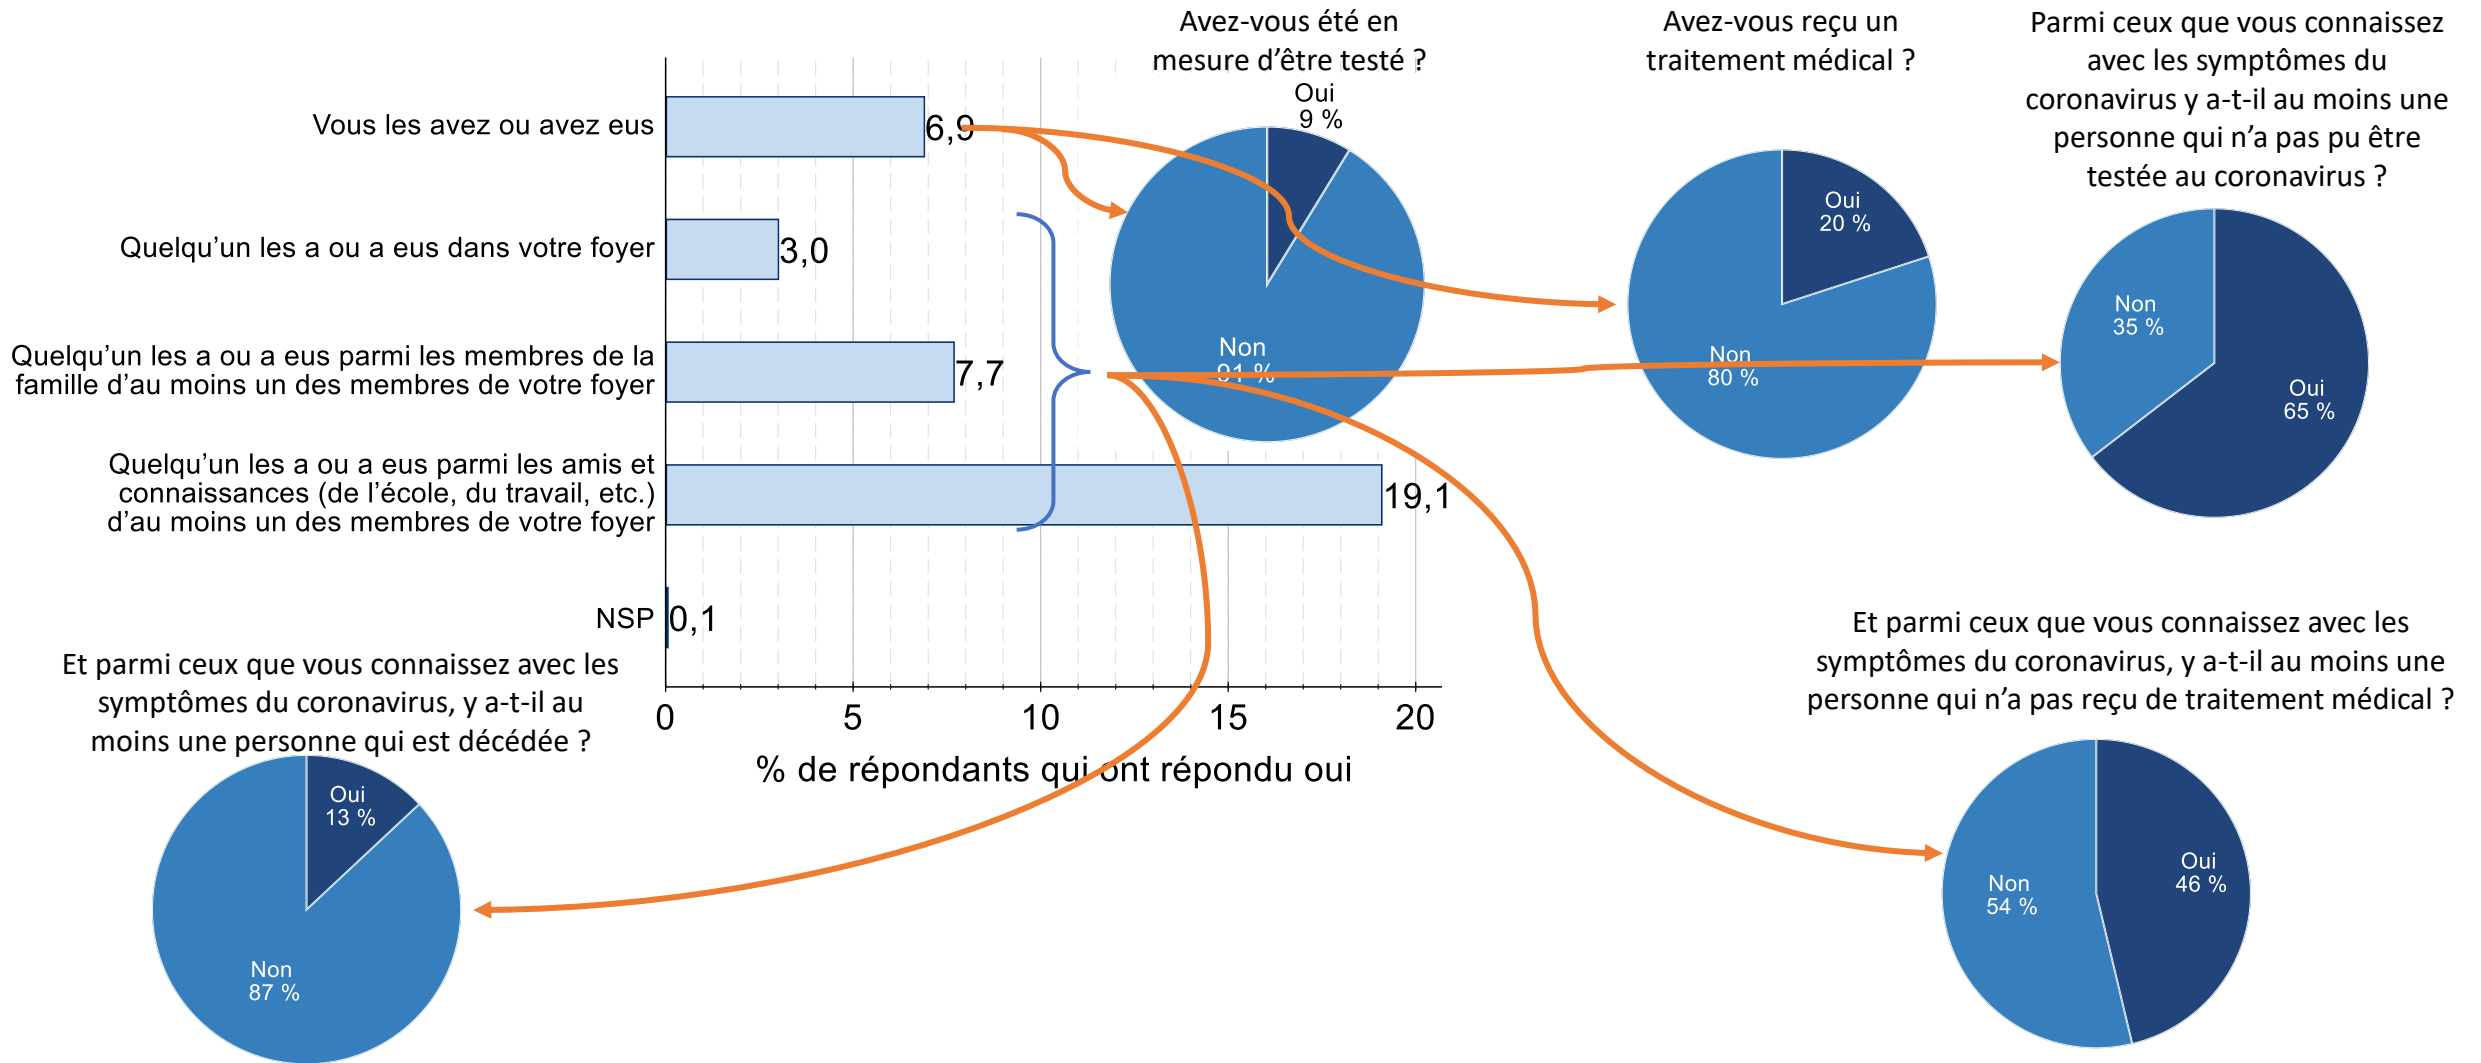 Avez-vous été en
mesure d'être testé ?
Oui
9 %
Non
91 %
Avez-vous reçu un
traitement médical ?
Oui
20 %
Non
80 %
Parmi ceux que vous connaissez
avec les symptômes du
coronavirus y a-t-il au moins une
personne qui n'a pas pu être
testée au coronavirus ?
Non
35 %
Oui
65 %
Vous les avez ou avez eus
6,9
Quelqu'un les a ou a eus dans votre foyer
3,0
Quelqu'un les a ou a eus parmi les membres de la
famille d'au moins un des membres de votre foyer
7,7
Quelqu'un les a ou a eus parmi les amis et
connaissances (de l'école, du travail, etc.)
d'au moins un des membres de votre foyer
19,1
NSP
0,1
0 5 10 15 20
% de répondants qui ont répondu oui
Et parmi ceux que vous connaissez avec les
symptômes du coronavirus, y a-t-il au
moins une personne qui est décédée ?
Oui
13 %
Non
87 %
Et parmi ceux que vous connaissez avec les
symptômes du coronavirus, y a-t-il au moins une
personne qui n'a pas reçu de traitement médical ?
Oui
46 %
Non
54 %